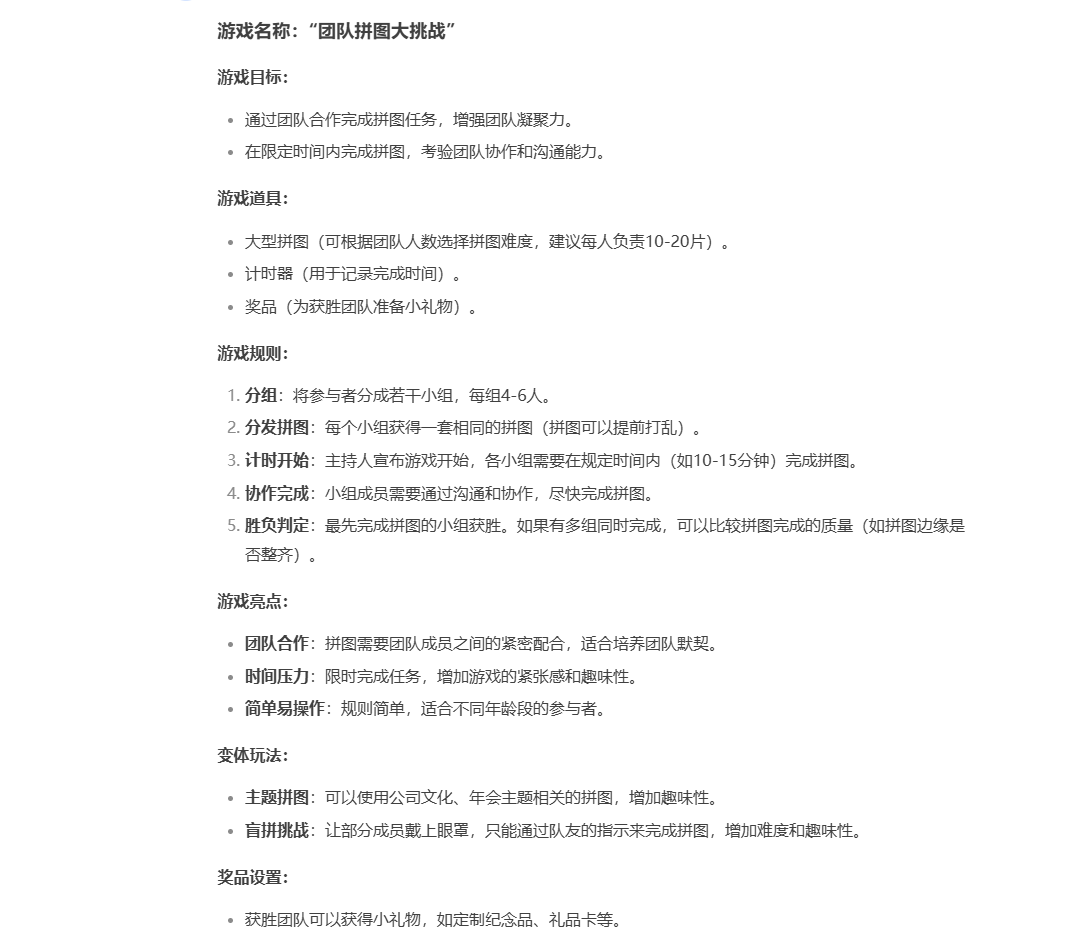 游戏名称：“团队拼图大挑战”
游戏目标：
• 通过团队合作完成拼图任务，增强团队凝聚力。
• 在限定时间内完成拼图，考验团队协作和沟通能力。
游戏道具：
• 大型拼图（可根据团队人数选择拼图难度，建议每人负责10-20片）。
• 计时器（用于记录完成时间）。
• 奖品（为获胜团队准备小礼物）。
游戏规则：
1. 分组：将参与者分成若干小组，每组4-6人。
2. 分发拼图：每个小组获得一套相同的拼图（拼图可以提前打乱）。
3. 计时开始：主持人宣布游戏开始，各小组需要在规定时间内（如10-15分钟）完成拼图。
4. 协作完成：小组成员需要通过沟通和协作，尽快完成拼图。
5. 胜负判定：最先完成拼图的小组获胜。如果有多组同时完成，可以比较拼图完成的质量（如拼图边缘是
否整齐）。
游戏亮点：
• 团队合作：拼图需要团队成员之间的紧密配合，适合培养团队默契。
• 时间压力：限时完成任务，增加游戏的紧张感和趣味性。
• 简单易操作：规则简单，适合不同年龄段的参与者。
变体玩法：
• 主题拼图：可以使用公司文化、年会主题相关的拼图，增加趣味性。
• 盲拼挑战：让部分成员戴上眼罩，只能通过队友的指示来完成拼图，增加难度和趣味性。
奖品设置：
• 获胜团队可以获得小礼物，如定制纪念品、礼品卡等。